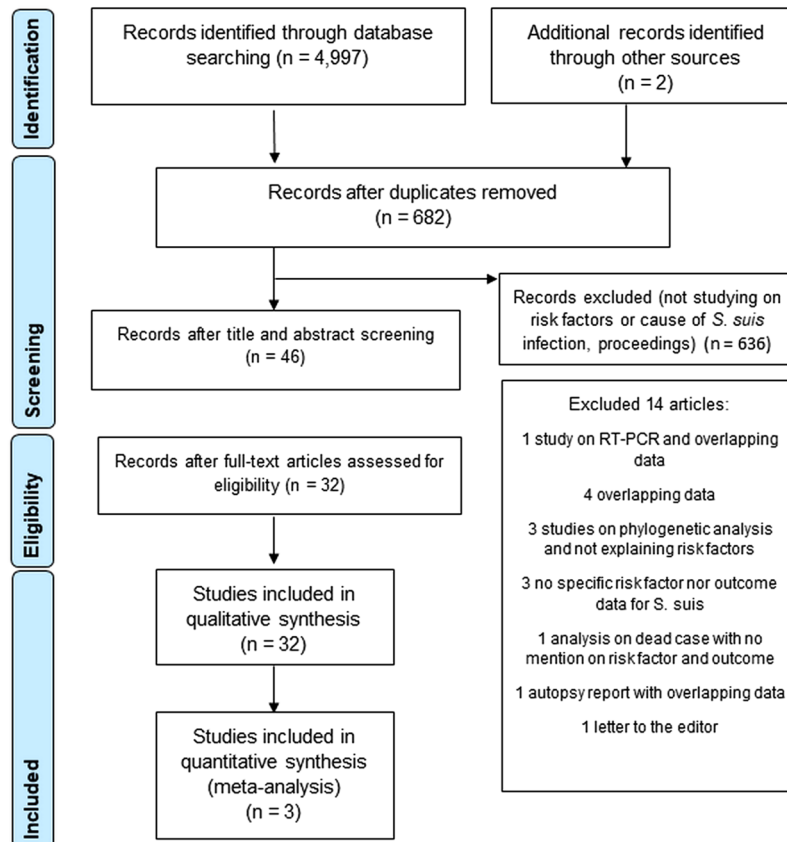 Identification
Records identified through database
searching (n = 4,997)
Additional records identified
through other sources
(n = 2)
Screening
Records after duplicates removed
(n = 682)
Records after title and abstract screening
(n = 46)
Records excluded (not studying on
risk factors or cause of S. suis
infection, proceedings) (n = 636)
Eligibility
Records after full-text articles assessed for
eligibility (n = 32)
Excluded 14 articles:
1 study on RT-PCR and overlapping
data
4 overlapping data
3 studies on phylogenetic analysis
and not explaining risk factors
3 no specific risk factor nor outcome
data for S. suis
1 analysis on dead case with no
mention on risk factor and outcome
1 autopsy report with overlapping data
1 letter to the editor
Included
Studies included in
qualitative synthesis
(n = 32)
Studies included in
quantitative synthesis
(meta-analysis)
(n = 3)